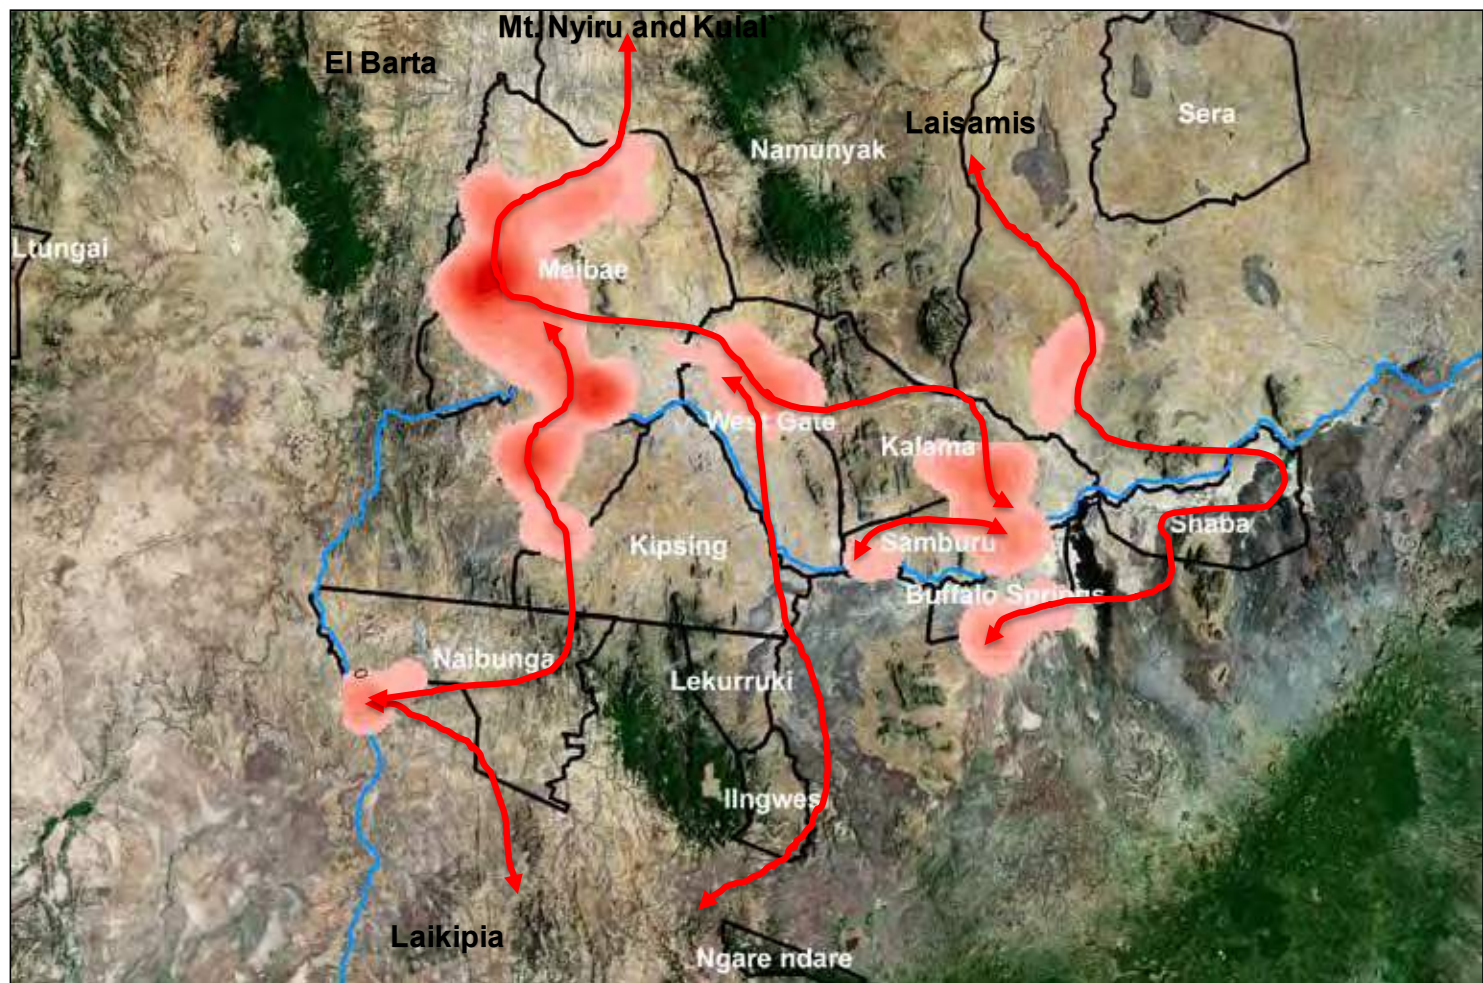 Mt. Nyiru and Kulal
El Barta
Sera
Laisamis
Namunyak
Ltungai
Meibae
West Gate
Kalama
Shaba
Kipsing
Samburu
Buffalo Springs
Naibunga
Lekurruki
Ilngwesi
Laikipia
Ngare ndare